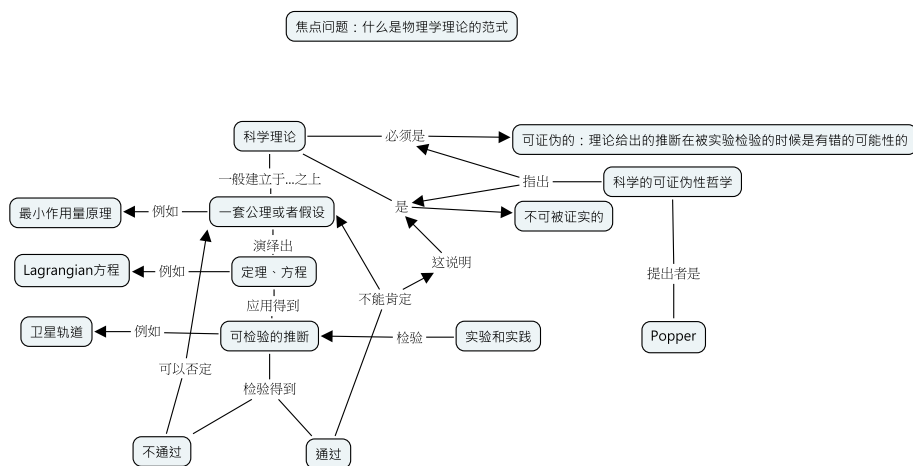 焦点问题：什么是物理学理论的范式
科学理论
必须是
可证伪的：理论给出的推断在被实验检验的时候是有错的可能性的
一般建立于...之上
指出
科学的可证伪性哲学
最小作用量原理
例如
一套公理或者假设
是
不可被证实的
演绎出
这说明
Lagrangian方程
例如
定理、方程
提出者是
应用得到
不能肯定
卫星轨道
例如
可检验的推断
检验
实验和实践
Popper
可以否定
检验得到
不通过
通过